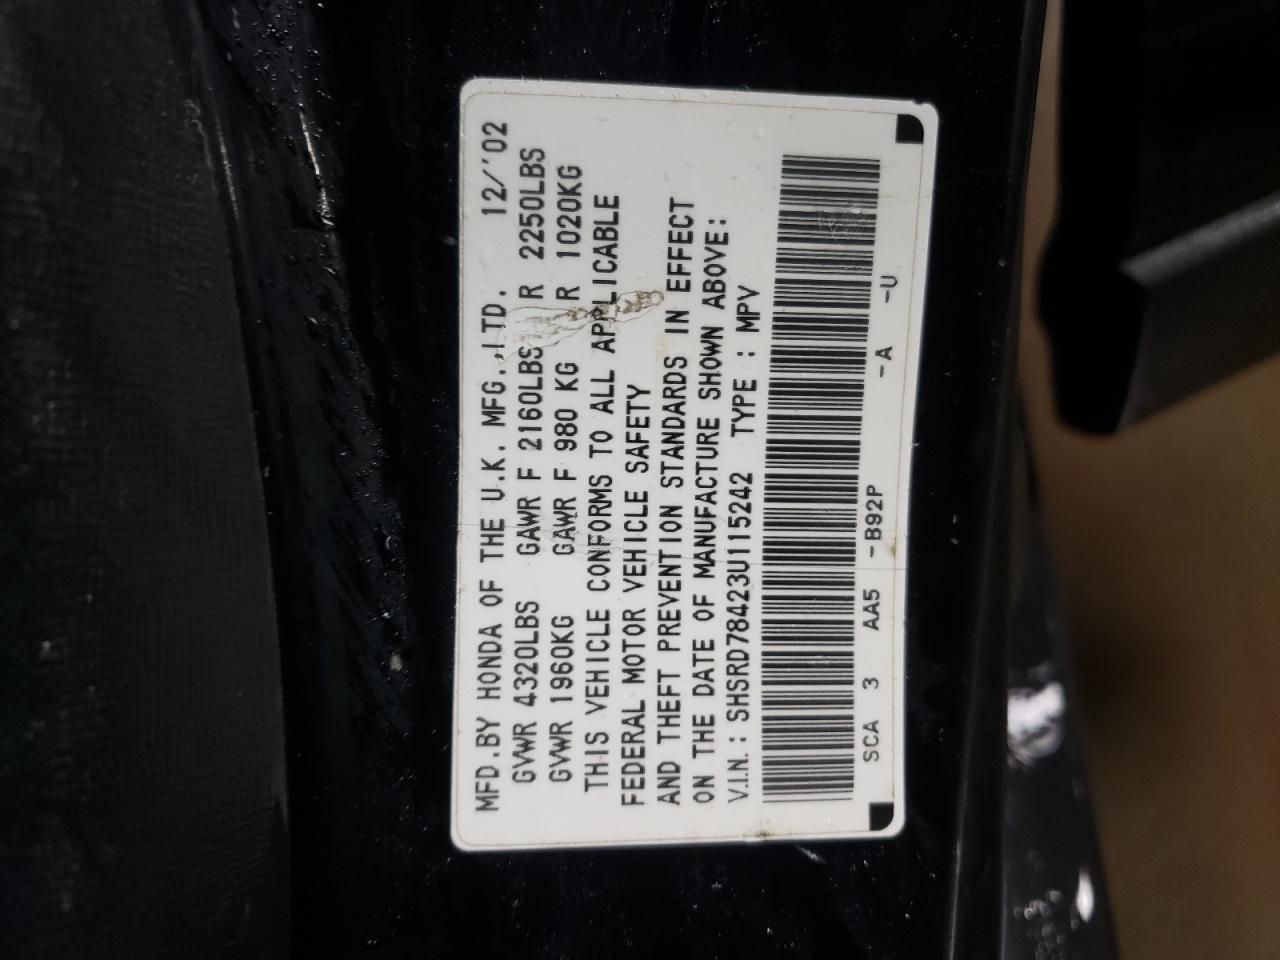 MFD.BY HONDA OF THE U.K. MFG.,LTD. 12/'02
GVWR 4320LBS GAWR F 2160LBS R 2250LBS
GVWR 1960KG GAWR F 980 KG R 1020KG
THIS VEHICLE CONFORMS TO ALL APPLICABLE
FEDERAL MOTOR VEHICLE SAFETY
AND THEFT PREVENTION STANDARDS IN EFFECT
ON THE DATE OF MANUFACTURE SHOWN ABOVE:
V.I.N.: SHSRD78423U115242 TYPE : MPV
SCA 3 AA5 -B92P -A -U